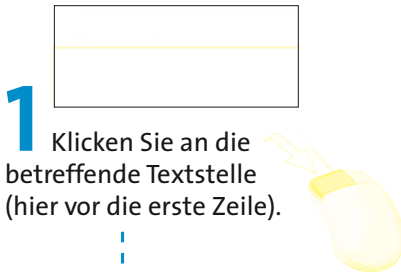 1 Klicken Sie an die
betreffende Textstelle
(hier vor die erste Zeile).